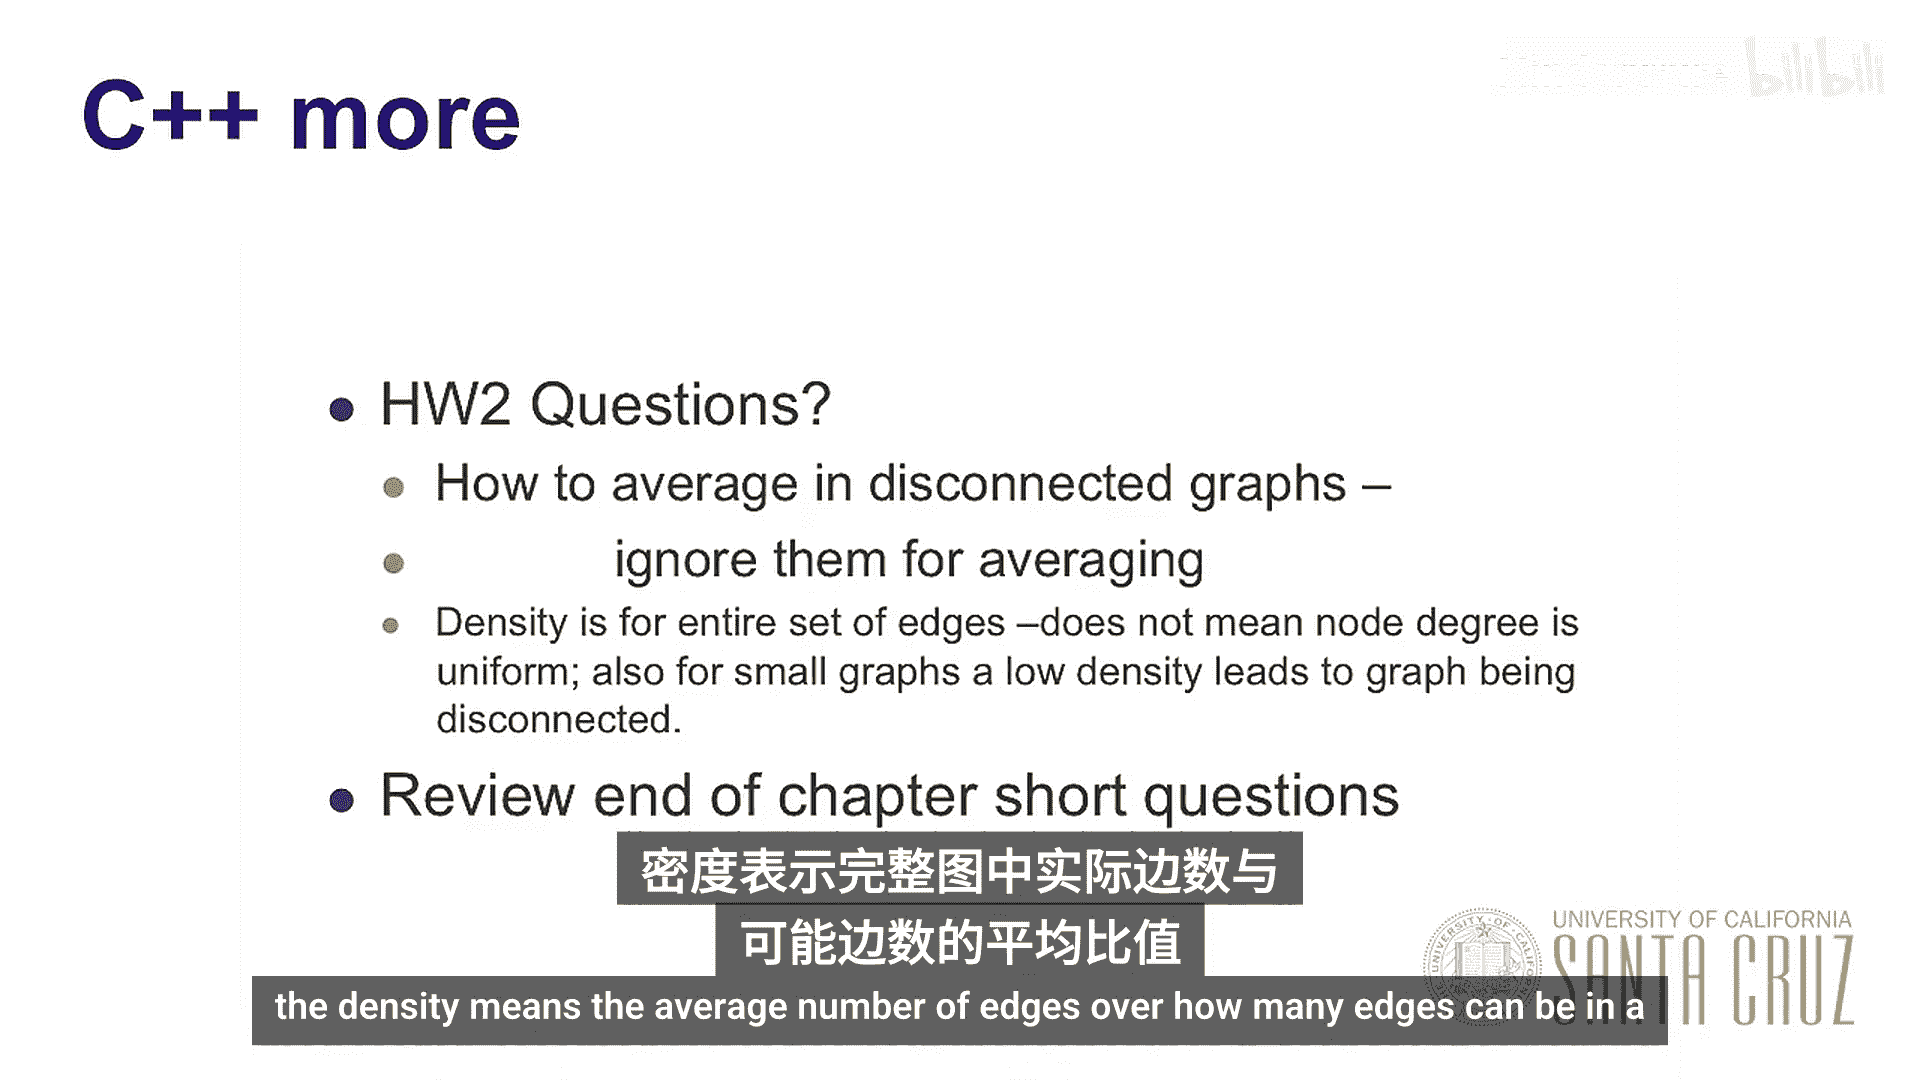 C++ more
bilibili
HW2 Questions?
How to average in disconnected graphs –
ignore them for averaging
Density is for entire set of edges –does not mean node degree is
uniform; also for small graphs a low density leads to graph being
disconnected.
Review end of chapter short questions
密度表示完整图中实际边数与
可能边数的平均比值
the density means the average number of edges over how many edges can be in a
UNIVERSITY OF CALIFORNIA
SANTA CRUZ